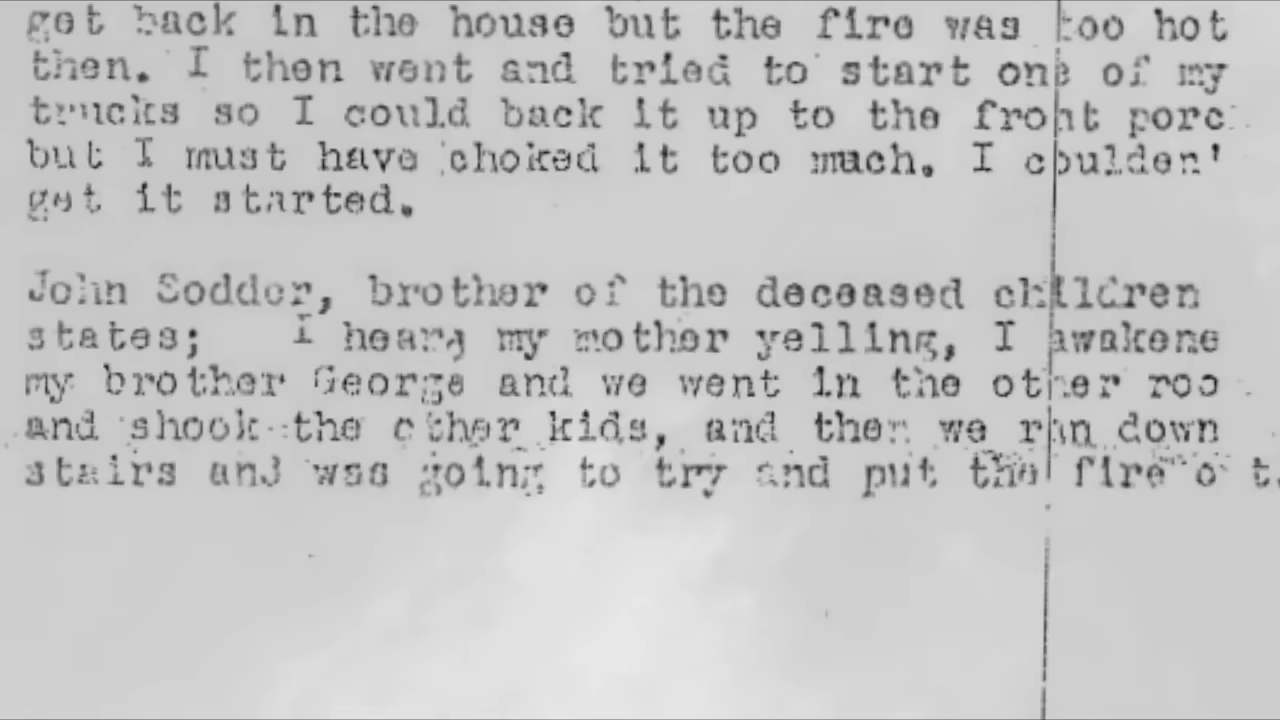 get back in the house but the fire was too hot
then. I then went and tried to start one of my
trucks so I could back it up to the front porc
but I must have choked it too much. I coulden'
get it started.
John Sodder, brother of the deceased children
states; I heard my mother yelling, I awakene
my brother George and we went in the other roo
and shook the other kids, and then we ran down
stairs and was going to try and put the fire o t.